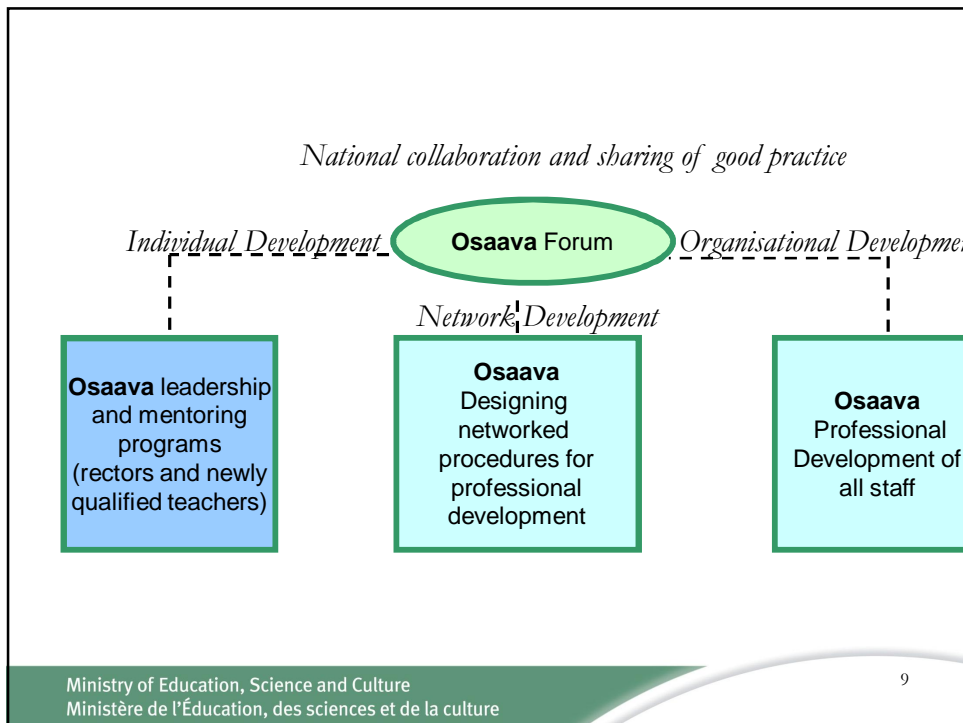 National collaboration and sharing of good practice
Individual Development
Osaava Forum
Organisational Developmen
Network Development
Osaava leadership
and mentoring
programs
(rectors and newly
qualified teachers)
Osaava
Designing
networked
procedures for
professional
development
Osaava
Professional
Development of
all staff
Ministry of Education, Science and Culture
Ministère de l'Éducation, des sciences et de la culture
9